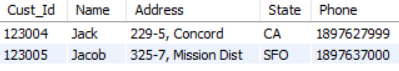 Cust_Id Name Address State Phone
123004 Jack 229-5, Concord CA 1897627999
123005 Jacob 325-7, Mission Dist SFO 1897637000